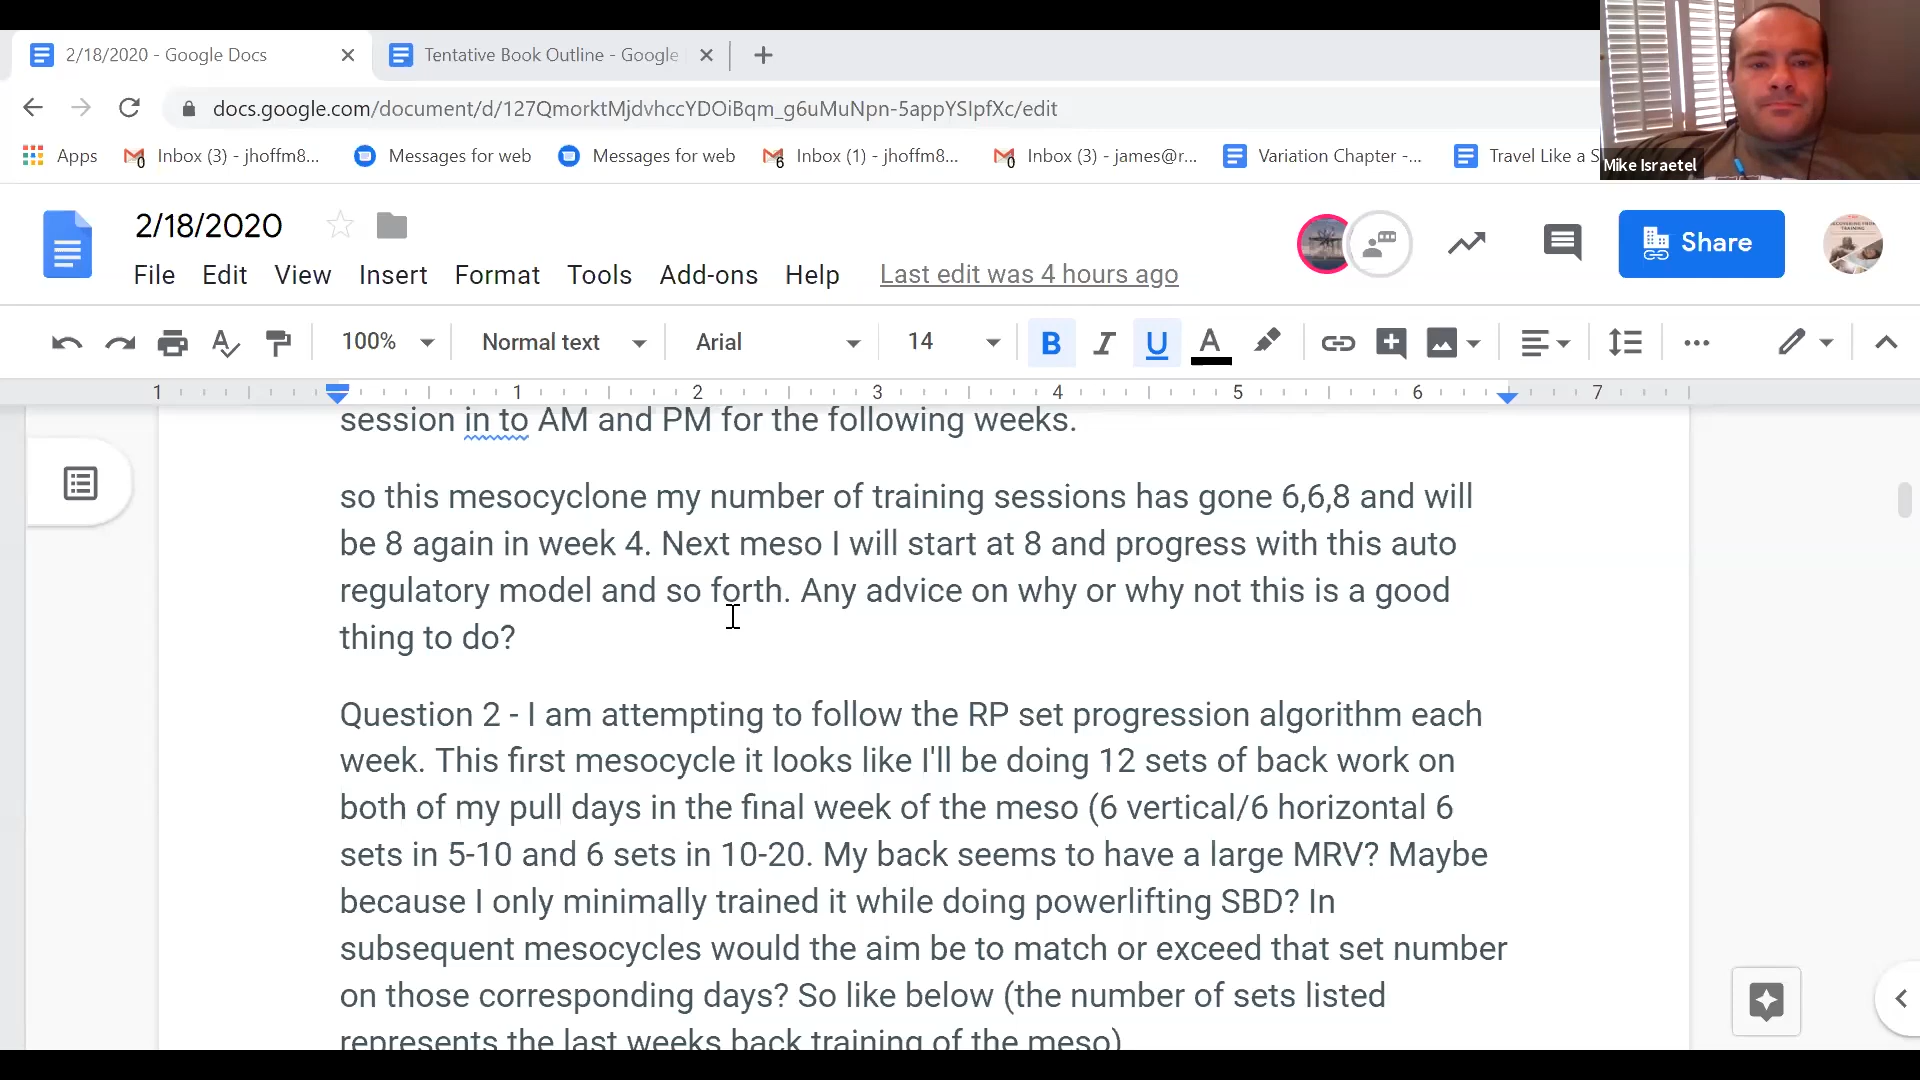 2/18/2020 - Google Docs
Tentative Book Outline - Google
docs.google.com/document/d/127QmorktMjdvhccYDOiBqm_g6uMuNpn-5appYSIpfXc/edit
Apps
0
Inbox (3) - jhoffm8...
Messages for web
Messages for web
6
Inbox (1) - jhoffm8...
0
Inbox (3) - james@r...
Variation Chapter -...
Travel Like a S
Mike Israetel
2/18/2020
Share
File Edit View Insert Format Tools Add-ons Help Last edit was 4 hours ago
100% Normal text Arial 14 B I U A
1 1 2 3 4 5 6 7
session in to AM and PM for the following weeks.
so this mesocyclone my number of training sessions has gone 6,6,8 and will
be 8 again in week 4. Next meso I will start at 8 and progress with this auto
regulatory model and so forth. Any advice on why or why not this is a good
thing to do?
Question 2 - I am attempting to follow the RP set progression algorithm each
week. This first mesocycle it looks like I'll be doing 12 sets of back work on
both of my pull days in the final week of the meso (6 vertical/6 horizontal 6
sets in 5-10 and 6 sets in 10-20. My back seems to have a large MRV? Maybe
because I only minimally trained it while doing powerlifting SBD? In
subsequent mesocycles would the aim be to match or exceed that set number
on those corresponding days? So like below (the number of sets listed
represents the last weeks back training of the meso)